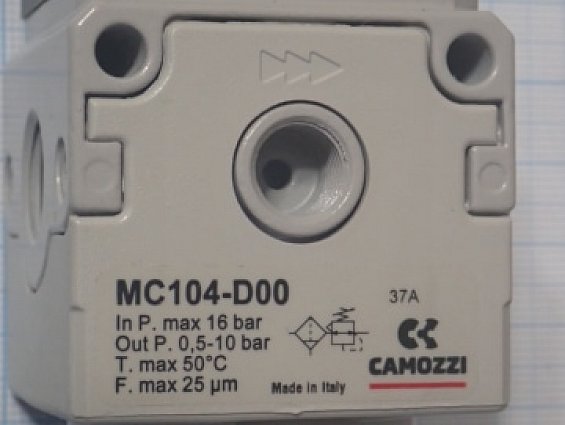 MC104-D00
37A
In P. max 16 bar
Out P. 0,5-10 bar
T. max 50°C
F. max 25 µm
Made in Italy
CAMOZZI